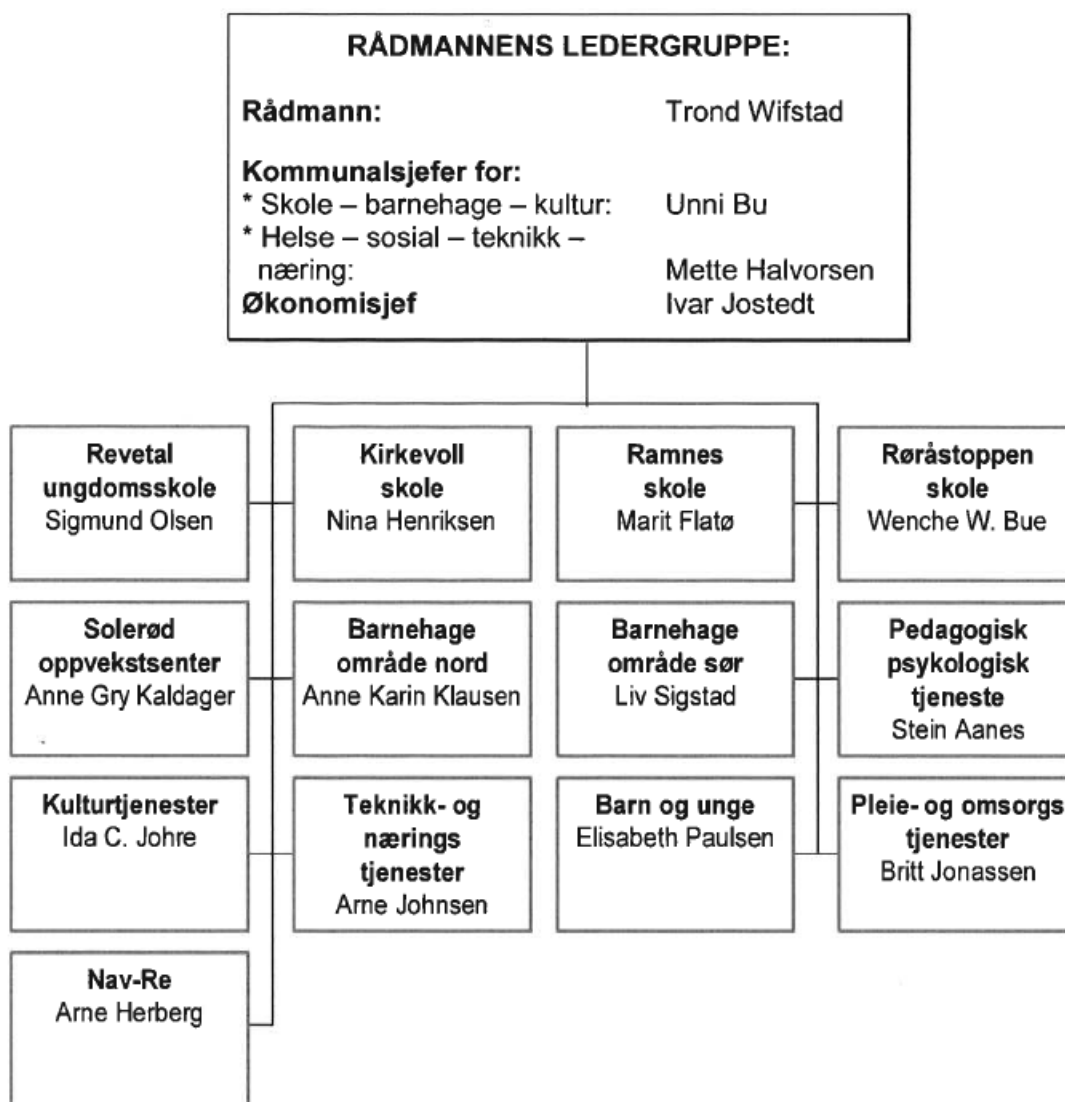 RÅDMANNENS LEDERGRUPPE:
Rådmann: Trond Wifstad
Kommunalsjefer for:
* Skole – barnehage – kultur: Unni Bu
* Helse – sosial – teknikk –
næring: Mette Halvorsen
Økonomisjef Ivar Jostedt
Revetal
ungdomsskole
Sigmund Olsen
Kirkevoll
skole
Nina Henriksen
Ramnes
skole
Marit Flatø
Røråstoppen
skole
Wenche W. Bue
Solerød
oppvekstsenter
Anne Gry Kaldager
Barnehage
område nord
Anne Karin Klausen
Barnehage
område sør
Liv Sigstad
Pedagogisk
psykologisk
tjeneste
Stein Aanes
Kulturtjenester
Ida C. Johre
Teknikk- og
nærings
tjenester
Arne Johnsen
Barn og unge
Elisabeth Paulsen
Pleie- og omsorgs
tjenester
Britt Jonassen
Nav-Re
Arne Herberg